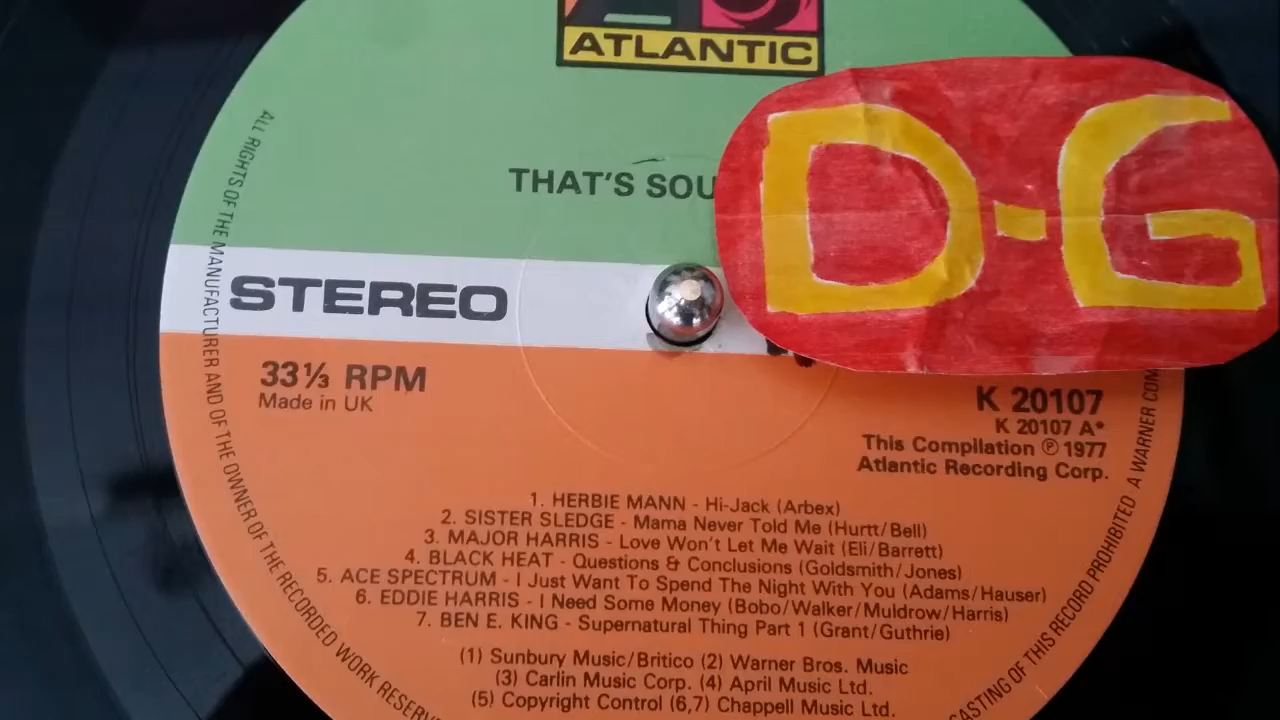 ATLANTIC
D-G
THAT'S SOU
STEREO
33⅓ RPM
Made in UK
K 20107
K 20107 A*
This Compilation ℗ 1977
Atlantic Recording Corp.
1. HERBIE MANN - Hi-Jack (Arbex)
2. SISTER SLEDGE - Mama Never Told Me (Hurtt/Bell)
3. MAJOR HARRIS - Love Won't Let Me Wait (Eli/Barrett)
4. BLACK HEAT - Questions & Conclusions (Goldsmith/Jones)
5. ACE SPECTRUM - I Just Want To Spend The Night With You (Adams/Hauser)
6. EDDIE HARRIS - I Need Some Money (Bobo/Walker/Muldrow/Harris)
7. BEN E. KING - Supernatural Thing Part 1 (Grant/Guthrie)
(1) Sunbury Music/Britico (2) Warner Bros. Music
(3) Carlin Music Corp. (4) April Music Ltd.
(5) Copyright Control (6,7) Chappell Music Ltd.
ALL RIGHTS OF THE MANUFACTURER AND OF THE OWNER OF THE RECORDED WORK RESERVE
CASTING OF THIS RECORD PROHIBITED A WARNER COM